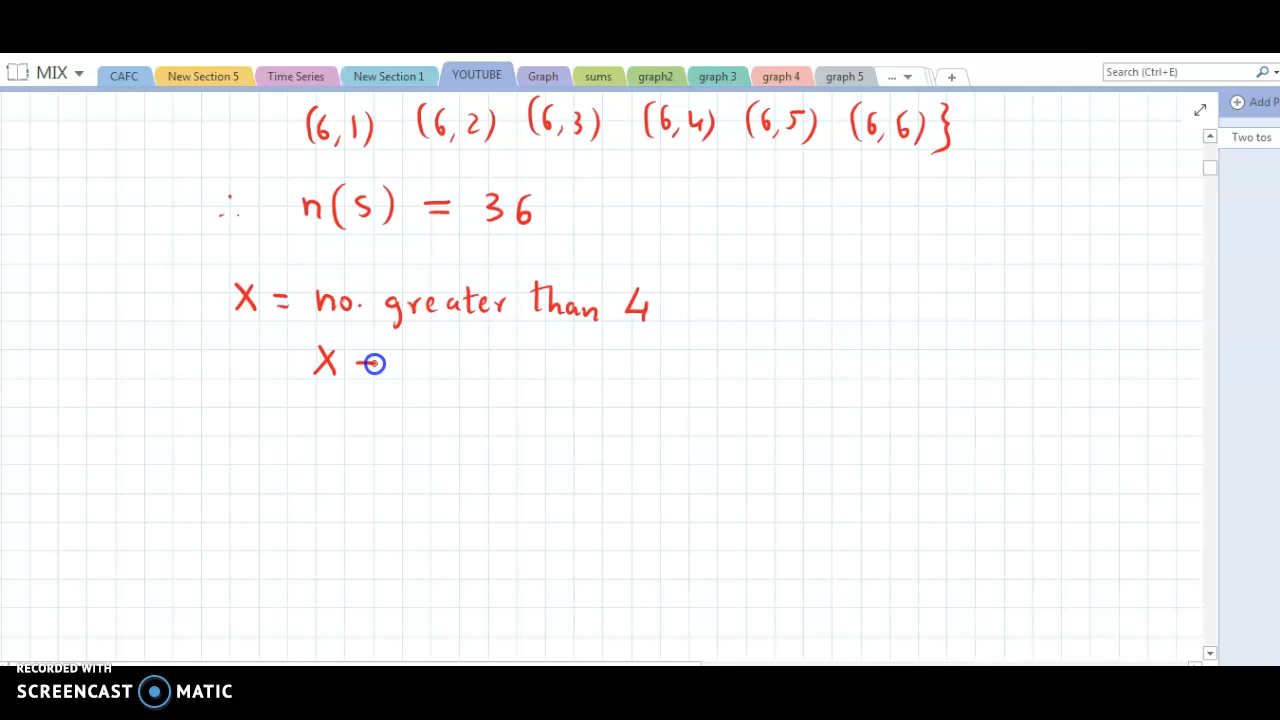 MIX CAFC New Section 5 Time Series New Section 1 YOUTUBE Graph sums graph2 graph 3 graph 4 graph 5 ... + Search (Ctrl+E)
Add P
(6,1) (6,2) (6,3) (6,4) (6,5) (6,6)}
Two tos
∴ n(S) = 36
X = no. greater than 4
X
RECORDED WITH
SCREENCAST MATIC